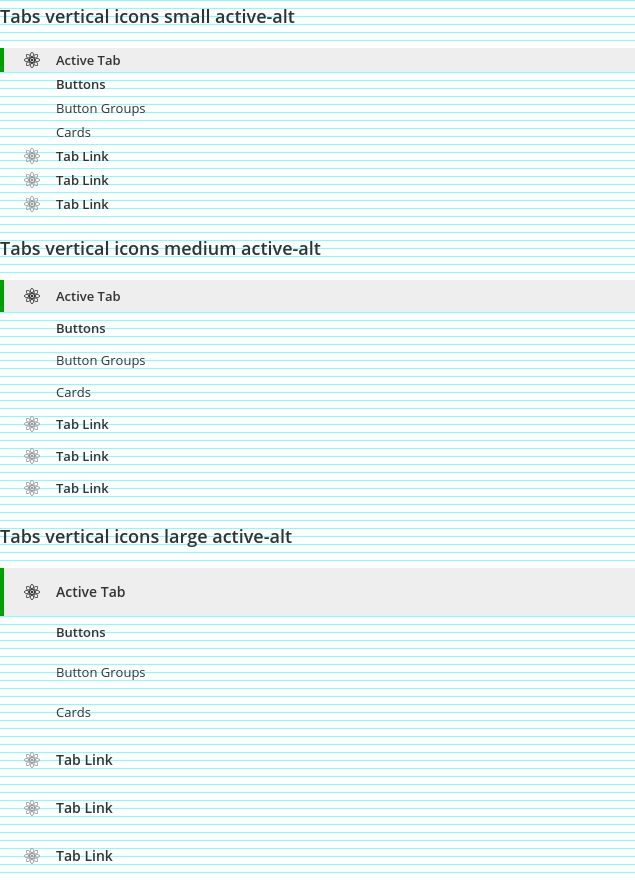 Tabs vertical icons small active-alt
Active Tab
Buttons
Button Groups
Cards
Tab Link
Tab Link
Tab Link
Tabs vertical icons medium active-alt
Active Tab
Buttons
Button Groups
Cards
Tab Link
Tab Link
Tab Link
Tabs vertical icons large active-alt
Active Tab
Buttons
Button Groups
Cards
Tab Link
Tab Link
Tab Link